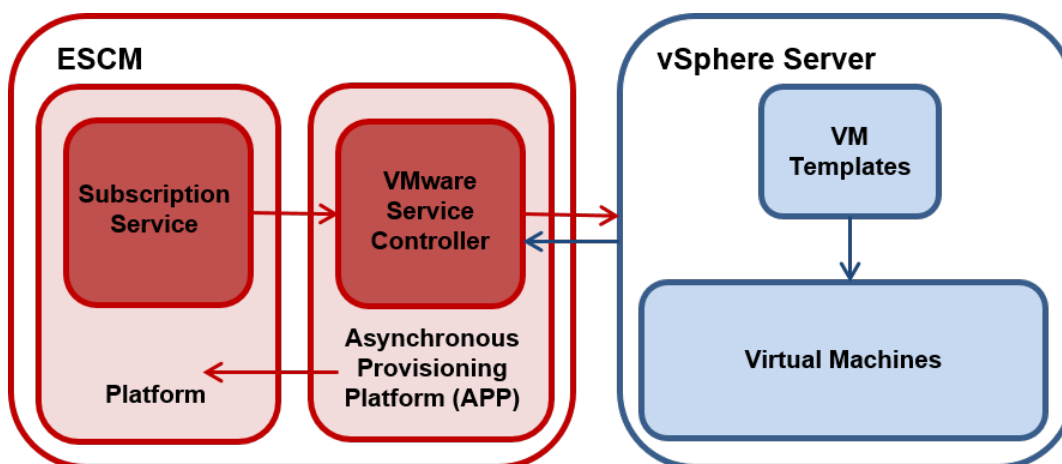 ESCM
Subscription
Service
Platform
VMware
Service
Controller
Asynchronous
Provisioning
Platform (APP)
vSphere Server
VM
Templates
Virtual Machines